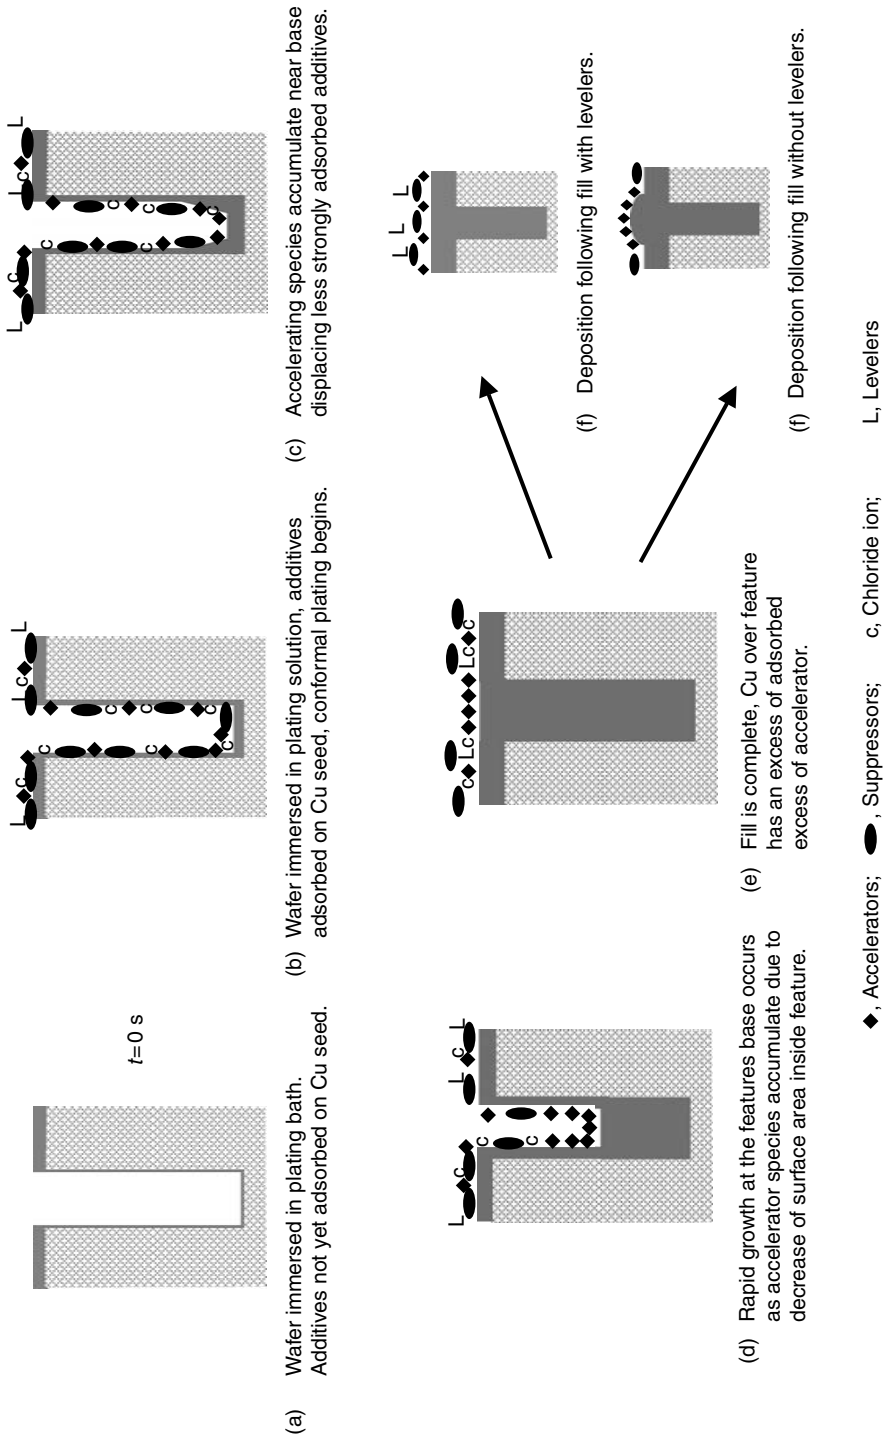 L c L c L
t = 0 s
(a) Wafer immersed in plating bath.
Additives not yet adsorbed on Cu seed.
L c L c L
c c c c c c c
(b) Wafer immersed in plating solution, additives
adsorbed on Cu seed, conformal plating begins.
c c c c c
(c) Accelerating species accumulate near base
displacing less strongly adsorbed additives.
L c L c L
c c
(d) Rapid growth at the features base occurs
as accelerator species accumulate due to
decrease of surface area inside feature.
c Lc Lc c
(e) Fill is complete, Cu over feature
has an excess of adsorbed
excess of accelerator.
L L L
(f) Deposition following fill with levelers.
(f) Deposition following without levelers.
, Accelerators; , Suppressors; c, Chloride ion; L, Levelers